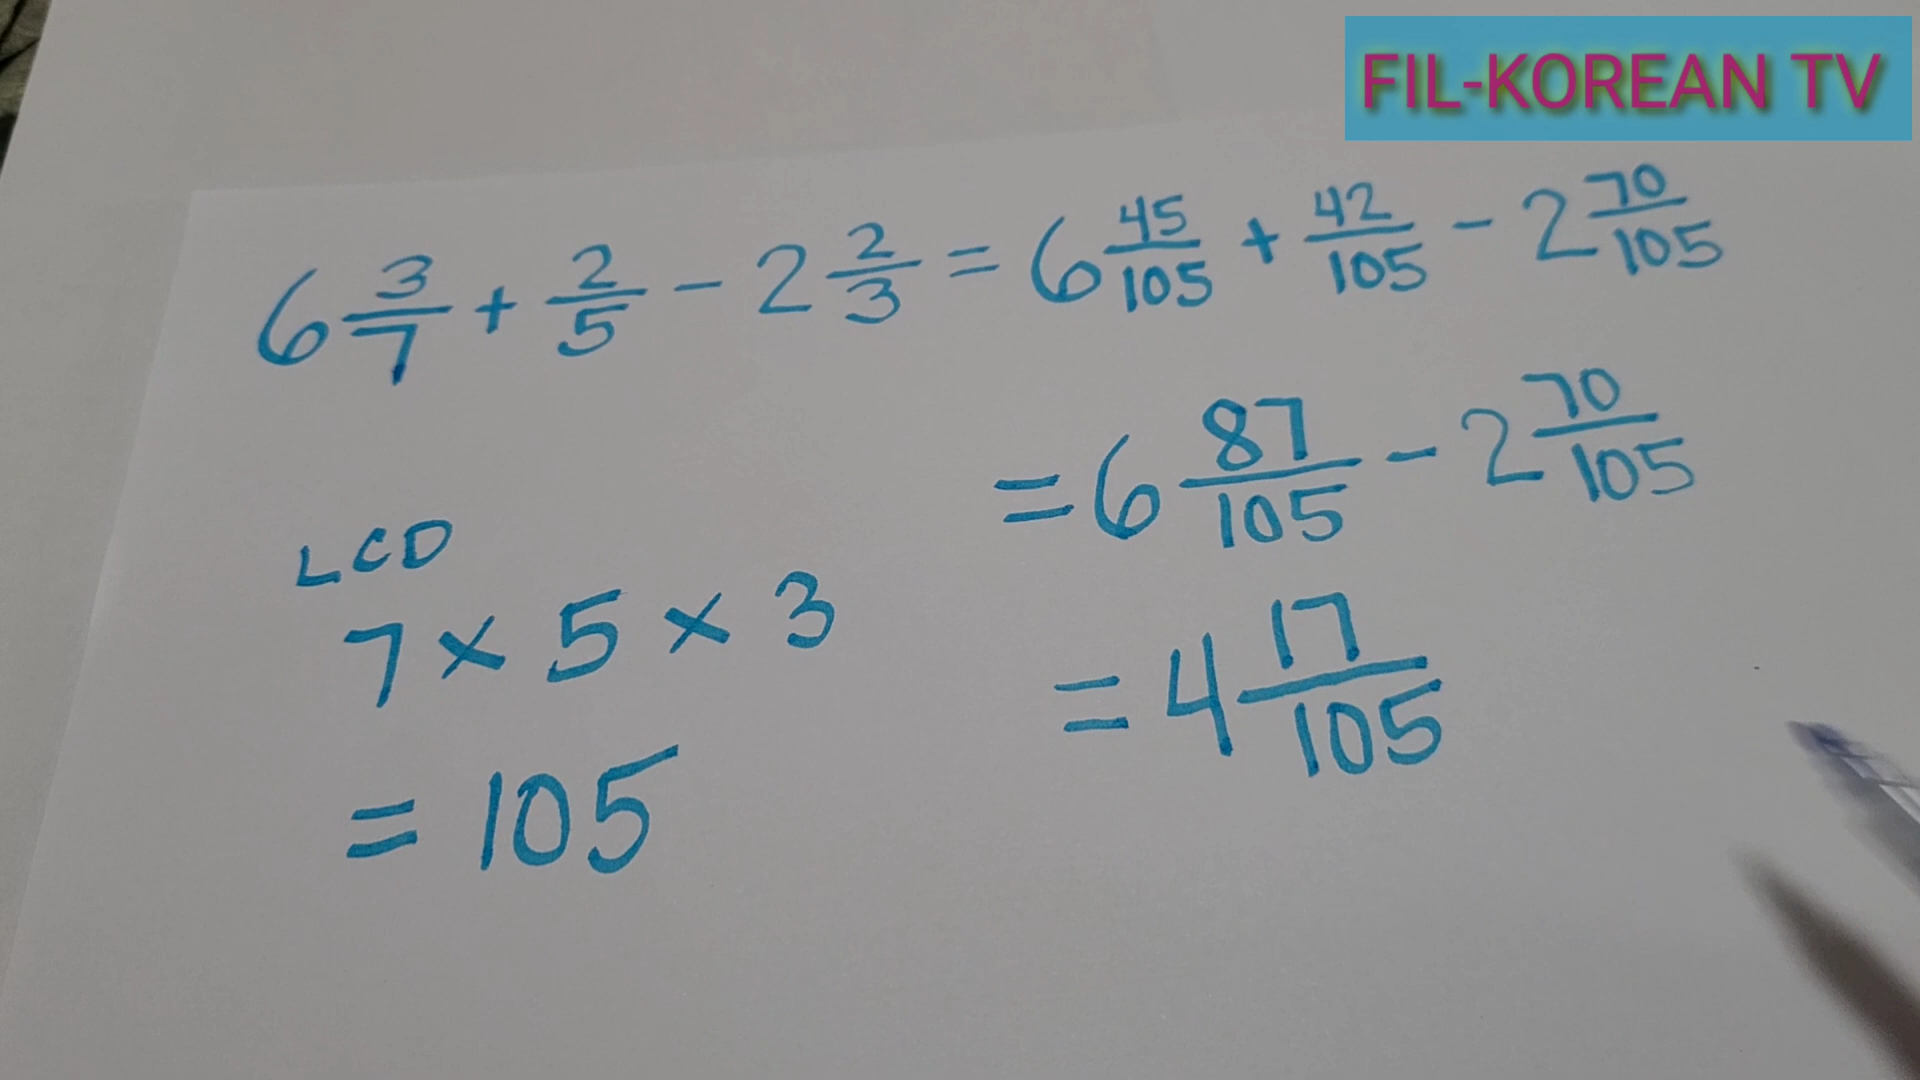 FIL-KOREAN TV
6 3/7 + 2/5 - 2 2/3 = 6 45/105 + 42/105 - 2 70/105
= 6 87/105 - 2 70/105
= 4 17/105
LCD
7 × 5 × 3
= 105